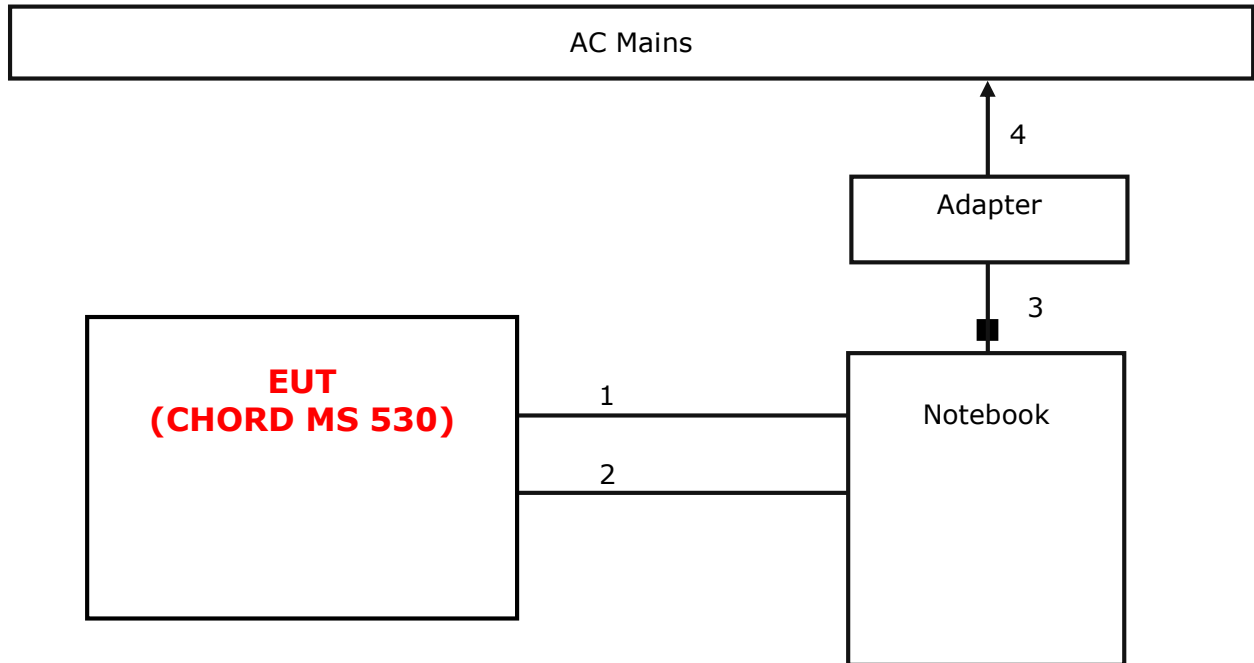 AC Mains
4
Adapter
3
EUT
(CHORD MS 530)
1
Notebook
2